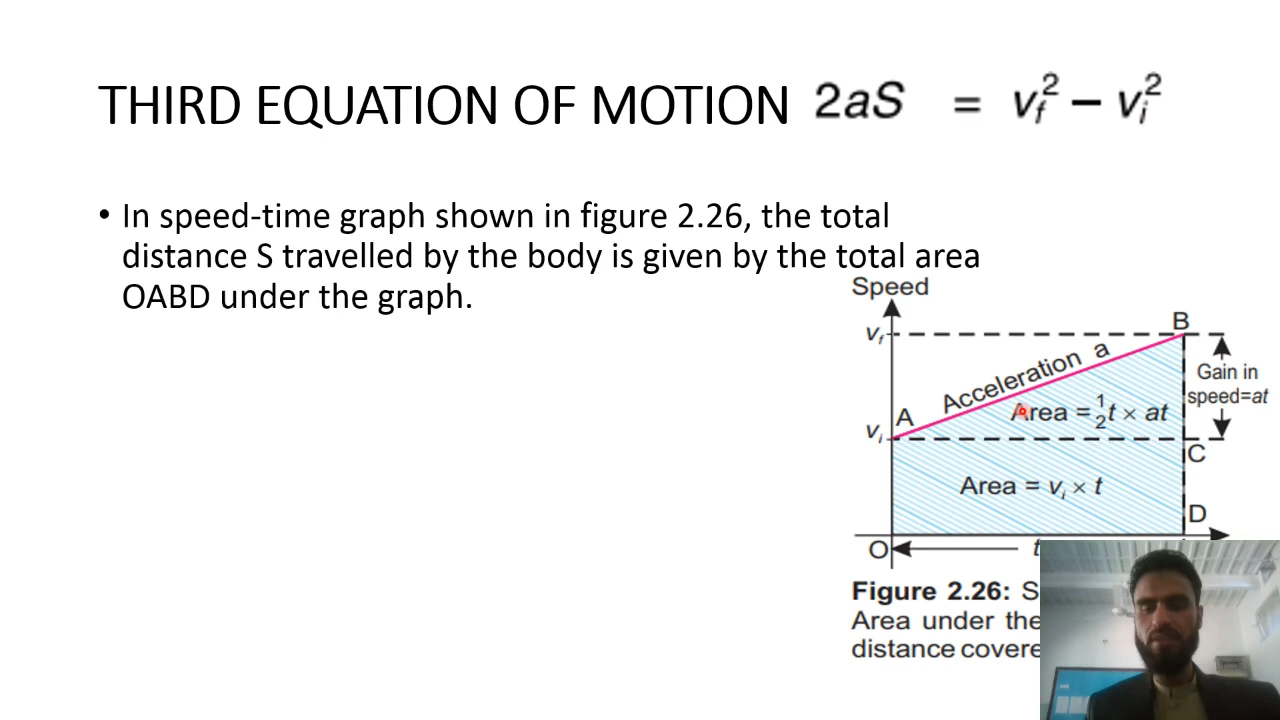 THIRD EQUATION OF MOTION 2aS = v_f² – v_i²
• In speed-time graph shown in figure 2.26, the total
distance S travelled by the body is given by the total area
OABD under the graph.
Speed
B
v_f
Acceleration a
Gain in
speed=at
A
Area = ½t × at
v_i
C
Area = v_i × t
D
O
t
Figure 2.26: S
Area under the
distance covere